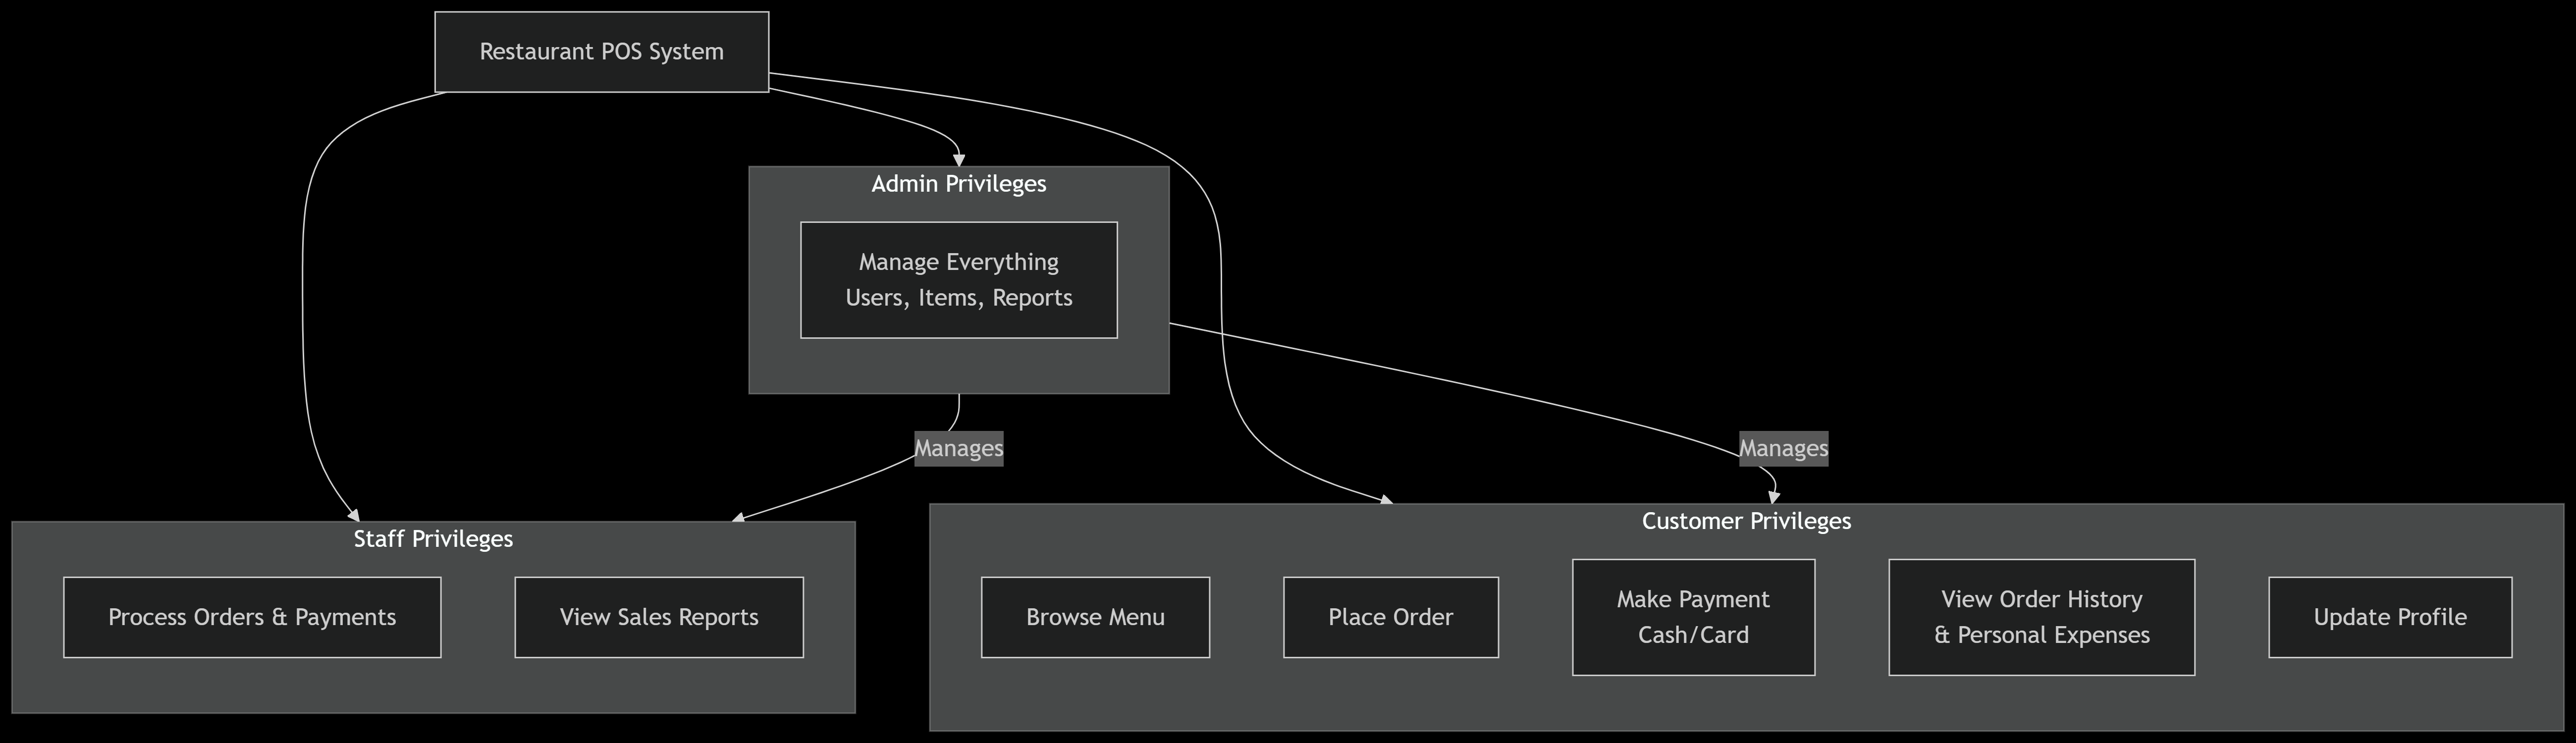 Restaurant POS System
Admin Privileges
Manage Everything
Users, Items, Reports
Manages
Manages
Staff Privileges
Process Orders & Payments
View Sales Reports
Customer Privileges
Browse Menu
Place Order
Make Payment
Cash/Card
View Order History
& Personal Expenses
Update Profile